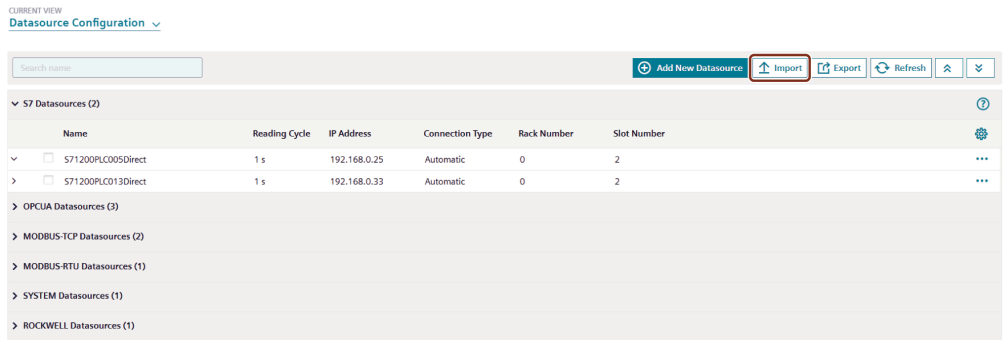 CURRENT VIEW
Datasource Configuration
Search name
Add New Datasource Import Export Refresh
S7 Datasources (2)
Name Reading Cycle IP Address Connection Type Rack Number Slot Number
S71200PLC005Direct 1 s 192.168.0.25 Automatic 0 2
S71200PLC013Direct 1 s 192.168.0.33 Automatic 0 2
OPCUA Datasources (3)
MODBUS-TCP Datasources (2)
MODBUS-RTU Datasources (1)
SYSTEM Datasources (1)
ROCKWELL Datasources (1)